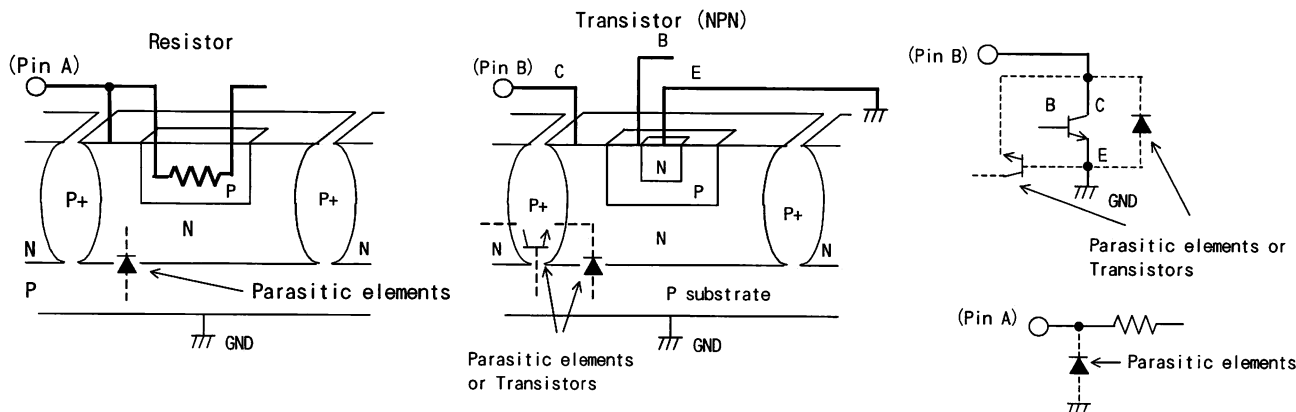 Resistor
(Pin A)
P+
P+
P
N
N
N
P
Parasitic elements
GND
Transistor (NPN)
B
(Pin B)
C
E
N
P+
P
P+
N
N
N
P substrate
GND
Parasitic elements
or Transistors
(Pin B)
B
C
E
GND
Parasitic elements or
Transistors
(Pin A)
Parasitic elements